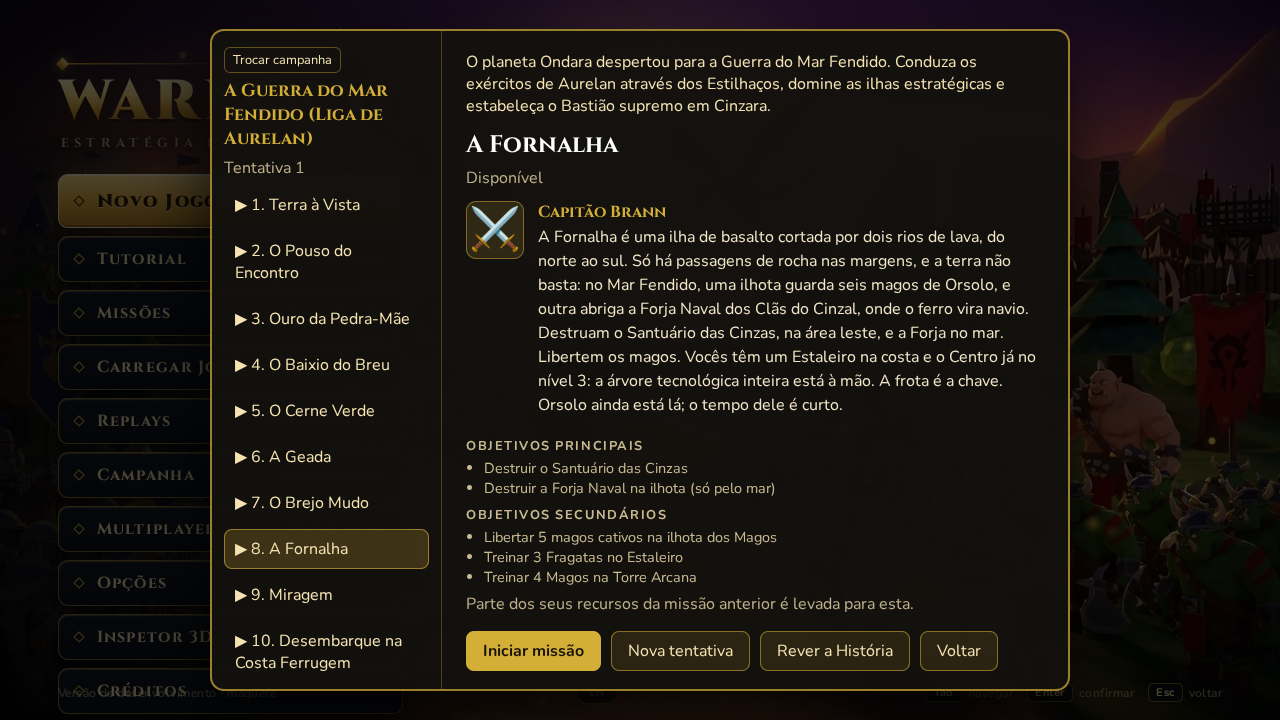 Trocar campanha
A Guerra do Mar
Fendido (Liga de
Aurelan)
Tentativa 1
▶ 1. Terra à Vista
▶ 2. O Pouso do
Encontro
▶ 3. Ouro da Pedra-Mãe
▶ 4. O Baixio do Breu
▶ 5. O Cerne Verde
▶ 6. A Geada
▶ 7. O Brejo Mudo
▶ 8. A Fornalha
▶ 9. Miragem
▶ 10. Desembarque na
Costa Ferrugem
O planeta Ondara despertou para a Guerra do Mar Fendido. Conduza os
exércitos de Aurelan através dos Estilhaços, domine as ilhas estratégicas e
estabeleça o Bastião supremo em Cinzara.
A Fornalha
Disponível
Capitão Brann
A Fornalha é uma ilha de basalto cortada por dois rios de lava, do
norte ao sul. Só há passagens de rocha nas margens, e a terra não
basta: no Mar Fendido, uma ilhota guarda seis magos de Orsolo, e
outra abriga a Forja Naval dos Clãs do Cinzal, onde o ferro vira navio.
Destruam o Santuário das Cinzas, na área leste, e a Forja no mar.
Libertem os magos. Vocês têm um Estaleiro na costa e o Centro já no
nível 3: a árvore tecnológica inteira está à mão. A frota é a chave.
Orsolo ainda está lá; o tempo dele é curto.
OBJETIVOS PRINCIPAIS
• Destruir o Santuário das Cinzas
• Destruir a Forja Naval na ilhota (só pelo mar)
OBJETIVOS SECUNDÁRIOS
• Libertar 5 magos cativos na ilhota dos Magos
• Treinar 3 Fragatas no Estaleiro
• Treinar 4 Magos na Torre Arcana
Parte dos seus recursos da missão anterior é levada para esta.
Iniciar missão
Nova tentativa
Rever a História
Voltar
WAR
ESTRATÉGIA
Novo Jogo
Tutorial
Missões
Carregar Jo
Replays
Campanha
Multiplayer
Opções
Inspetor 3D
Créditos
EN
Tab navegar Enter confirmar Esc voltar